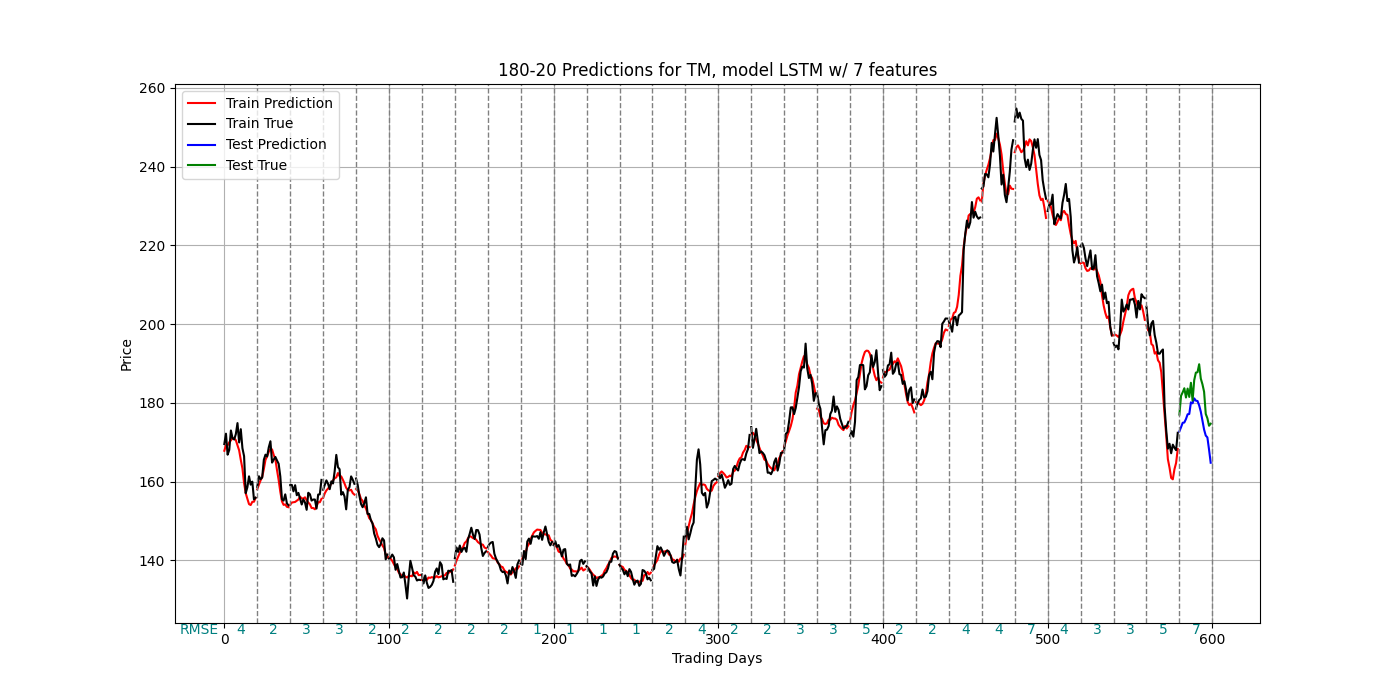 180-20 Predictions for TM, model LSTM w/ 7 features
Train Prediction
Train True
Test Prediction
Test True
260
240
220
200
180
160
140
Price
RMSE 4 2 3 3 2 2 2 2 2 1 1 1 1 2 4 2 2 3 3 5 2 2 4 4 7 4 3 3 5 7
0 100 200 300 400 500 600
Trading Days